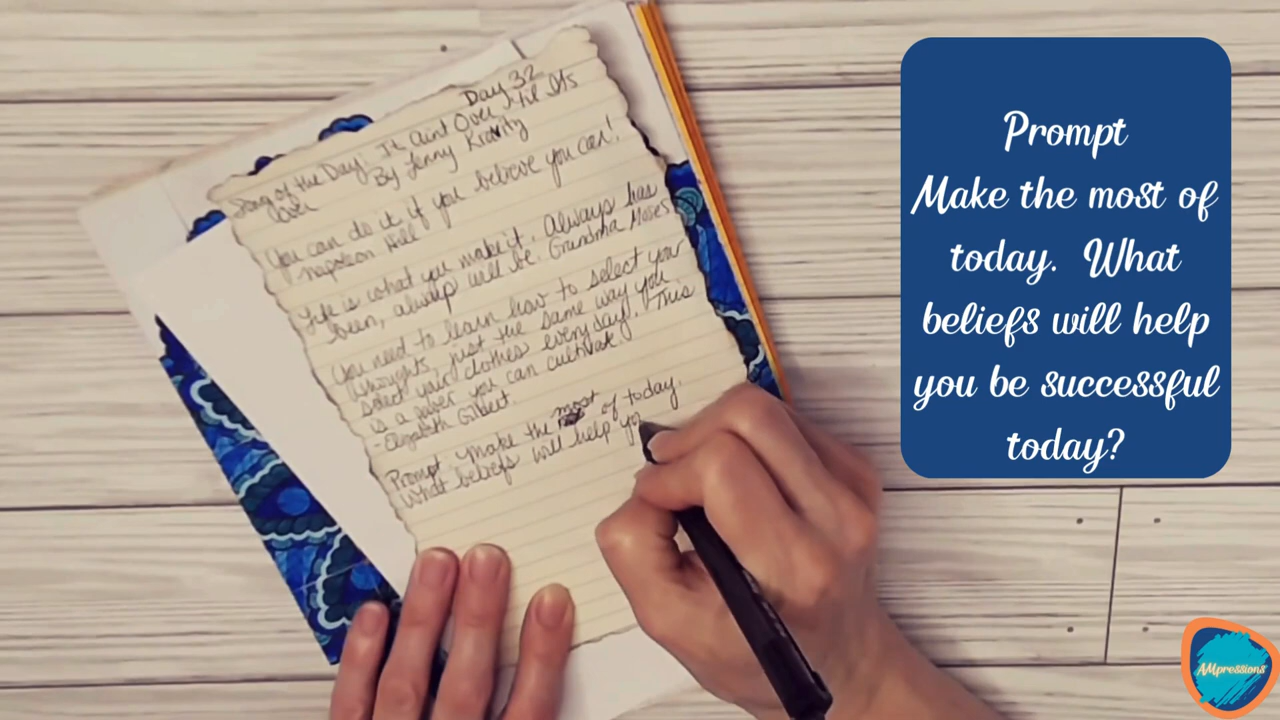 Day 32
Song of the Day: It Aint Over Til Its
Over By Lenny Kravitz
You can do it if you believe you can!
Napoleon Hill
Life is what you make it. Always has
been, always will be. Grandma Moses
You need to learn how to select your
thoughts, just the same way you
select your clothes everyday. This
is a power you can cultivate
-Elizabeth Gilbert
Prompt Make the most of today.
What beliefs will help you
Prompt
Make the most of
today. What
beliefs will help
you be successful
today?
AMpressions